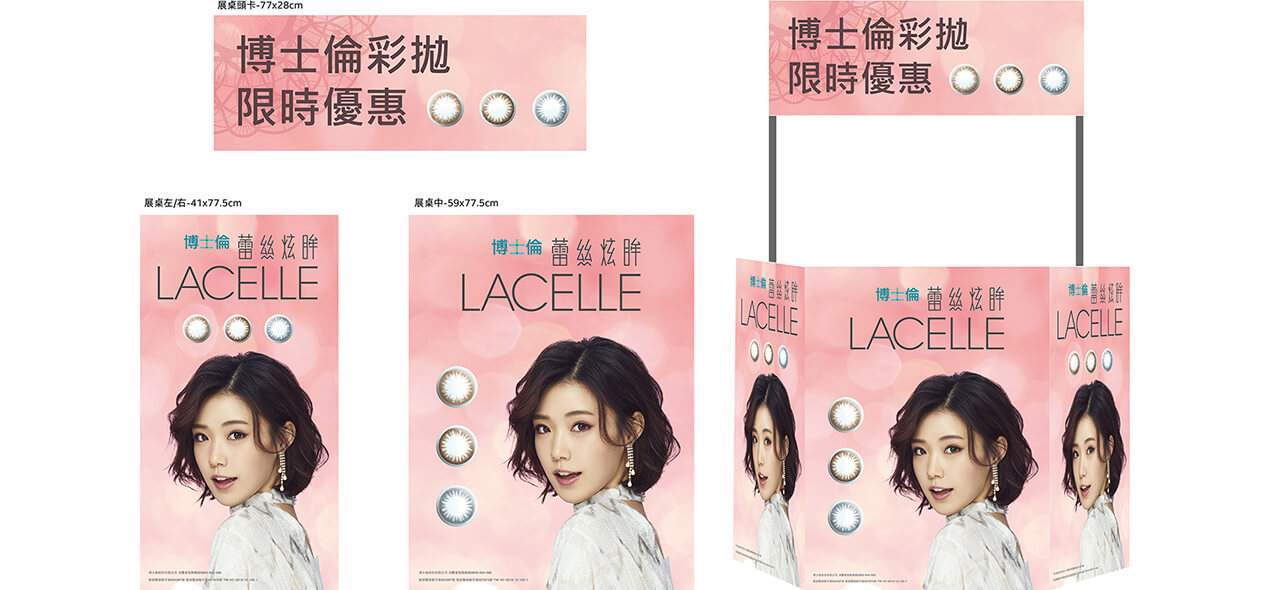 展桌頭卡-77x28cm
博士倫彩拋
限時優惠
展桌左/右-41x77.5cm
博士倫 蕾絲炫眸
LACELLE
展桌中-59x77.5cm
博士倫 蕾絲炫眸
LACELLE
博士倫彩拋
限時優惠
博士倫 蕾絲炫眸
LACELLE
博士倫 蕾絲炫眸
LACELLE
博士倫 蕾絲炫眸
LACELLE